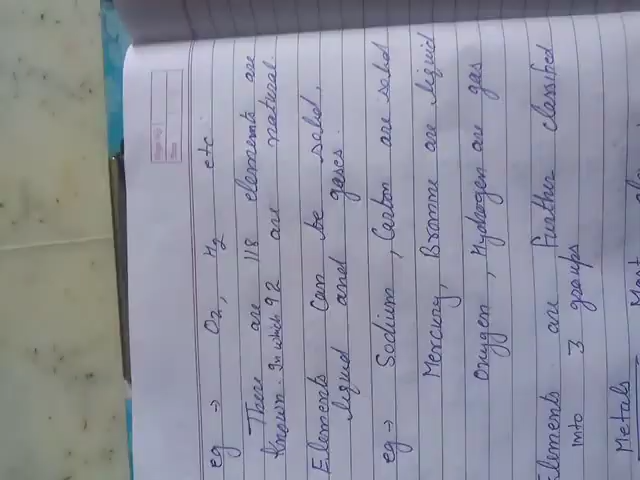 eg → O2, H2 etc
There are 118 elements are
known. In which 92 are natural.
Elements can be solid,
liquid and gases.
eg → Sodium, Carbon are solid
Mercury, Bromine are liquid
Oxygen, Hydrogen are gas
Elements are Further classified
into 3 groups
Metals